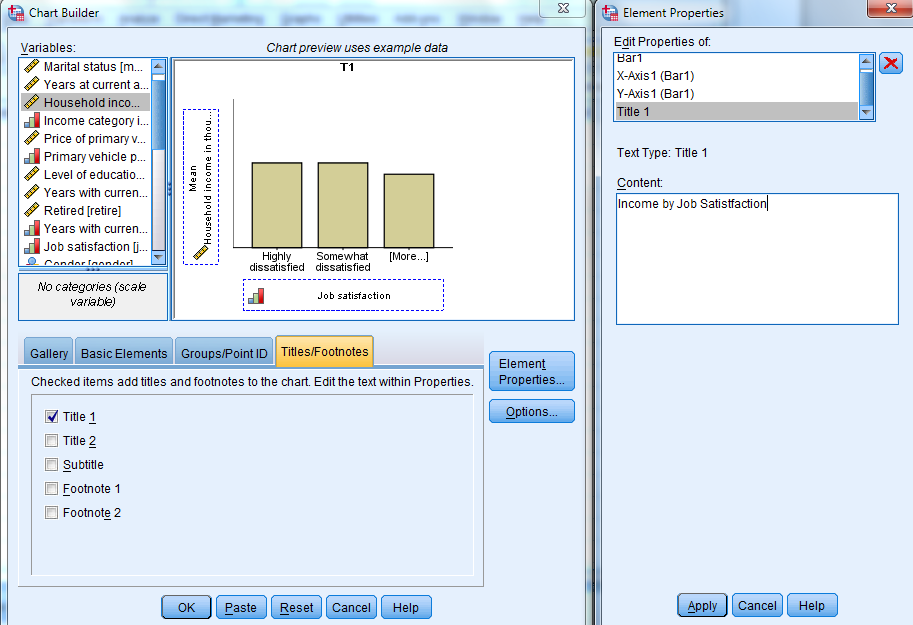 Chart Builder
Variables:
Chart preview uses example data
Marital status [m...
Years at current a...
Household inco...
Income category i...
Price of primary v...
Primary vehicle p...
Level of educatio...
Years with curren...
Retired [retire]
Years with curren...
Job satisfaction [j...
Gender [gender]
No categories (scale
variable)
T1
Mean
Household income in thou...
Highly
dissatisfied
Somewhat
dissatisfied
[More...]
Job satisfaction
Gallery
Basic Elements
Groups/Point ID
Titles/Footnotes
Checked items add titles and footnotes to the chart. Edit the text within Properties.
Title 1
Title 2
Subtitle
Footnote 1
Footnote 2
Element
Properties...
Options...
OK
Paste
Reset
Cancel
Help
Element Properties
Edit Properties of:
Bar1
X-Axis1 (Bar1)
Y-Axis1 (Bar1)
Title 1
Text Type: Title 1
Content:
Income by Job Satistfaction
Apply
Cancel
Help